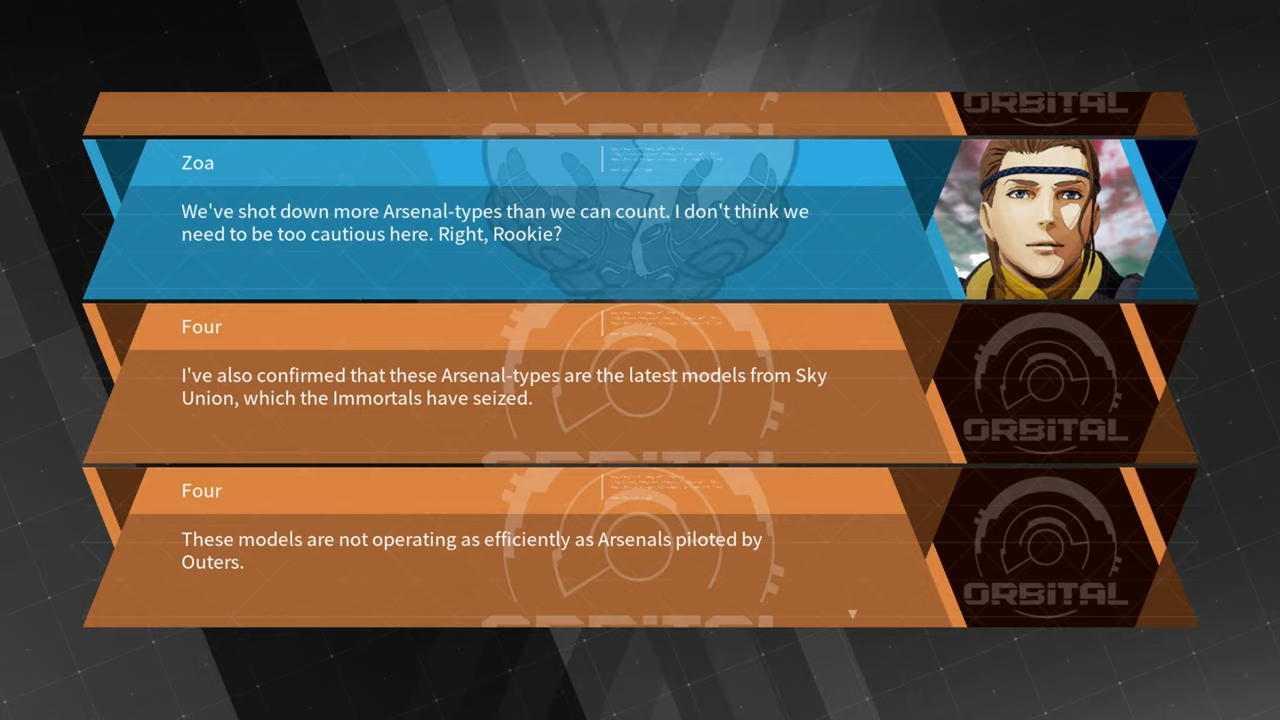 ORBITAL
ORBITAL
Zoa
We've shot down more Arsenal-types than we can count. I don't think we
need to be too cautious here. Right, Rookie?
Four
I've also confirmed that these Arsenal-types are the latest models from Sky
Union, which the Immortals have seized.
ORBITAL
ORBITAL
Four
These models are not operating as efficiently as Arsenals piloted by
Outers.
ORBITAL
ORBITAL